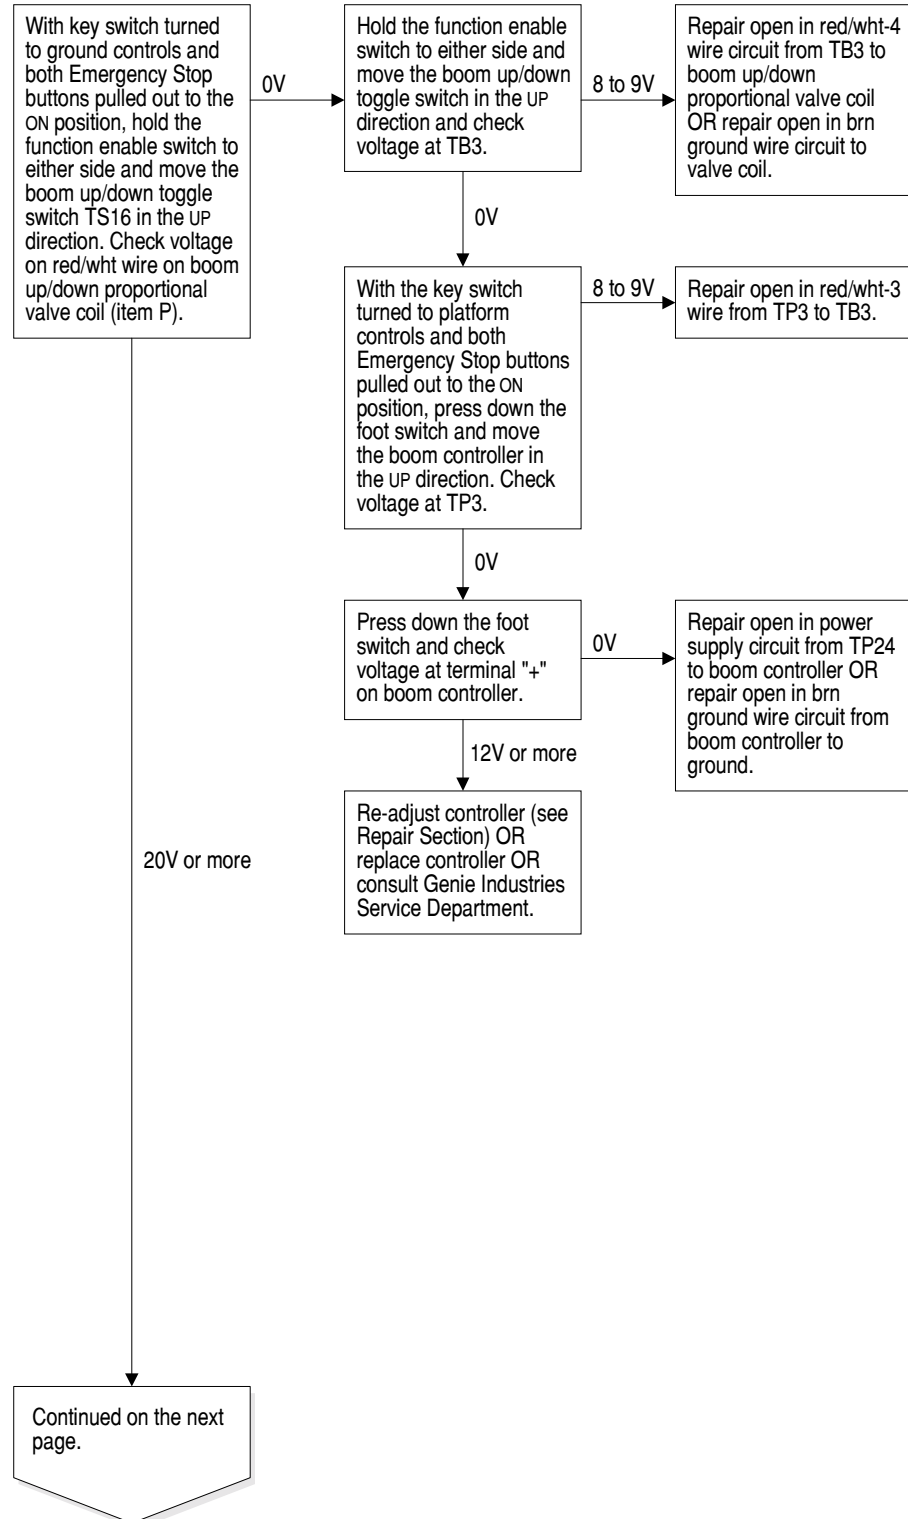 With key switch turned
to ground controls and
both Emergency Stop
buttons pulled out to the
ON position, hold the
function enable switch to
either side and move the
boom up/down toggle
switch TS16 in the UP
direction. Check voltage
on red/wht wire on boom
up/down proportional
valve coil (item P).
0V
Hold the function enable
switch to either side and
move the boom up/down
toggle switch in the UP
direction and check
voltage at TB3.
8 to 9V
Repair open in red/wht-4
wire circuit from TB3 to
boom up/down
proportional valve coil
OR repair open in brn
ground wire circuit to
valve coil.
0V
With the key switch
turned to platform
controls and both
Emergency Stop buttons
pulled out to the ON
position, press down the
foot switch and move
the boom controller in
the UP direction. Check
voltage at TP3.
8 to 9V
Repair open in red/wht-3
wire from TP3 to TB3.
0V
Press down the foot
switch and check
voltage at terminal "+"
on boom controller.
0V
Repair open in power
supply circuit from TP24
to boom controller OR
repair open in brn
ground wire circuit from
boom controller to
ground.
12V or more
Re-adjust controller (see
Repair Section) OR
replace controller OR
consult Genie Industries
Service Department.
20V or more
Continued on the next
page.